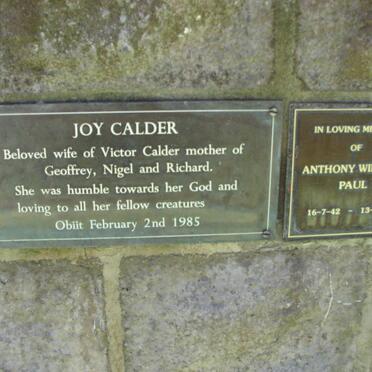 JOY CALDER
Beloved wife of Victor Calder mother of
Geoffrey, Nigel and Richard.
She was humble towards her God and
loving to all her fellow creatures
Obiit February 2nd 1985
IN LOVING
OF
ANTHONY
PAUL
16-7-42 -